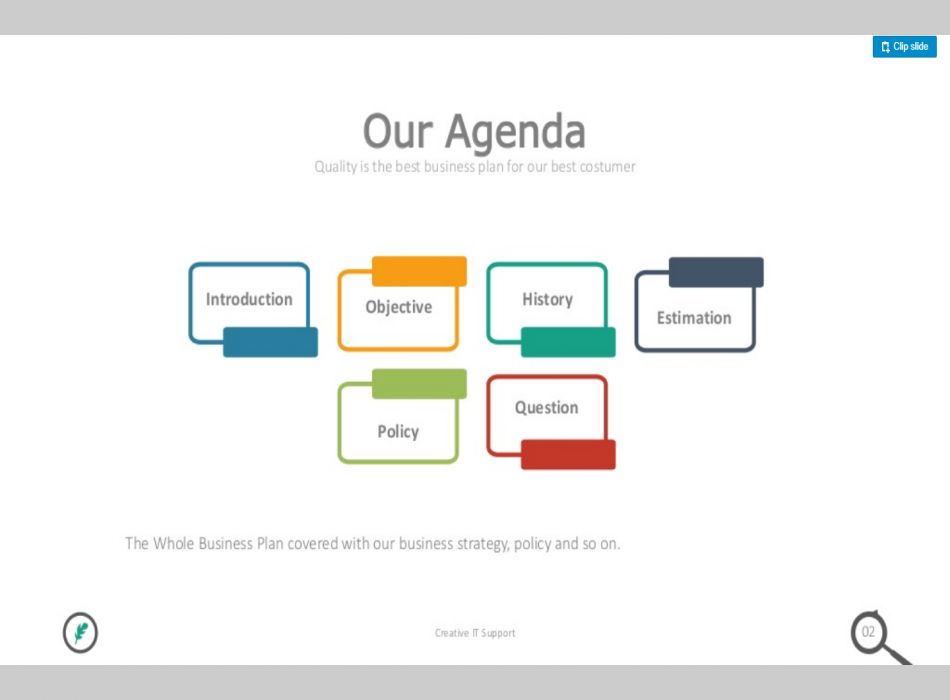 Clip slide
Our Agenda
Quality is the best business plan for our best costumer
Introduction
Objective
History
Estimation
Policy
Question
The Whole Business Plan covered with our business strategy, policy and so on.
Creative IT Support
02